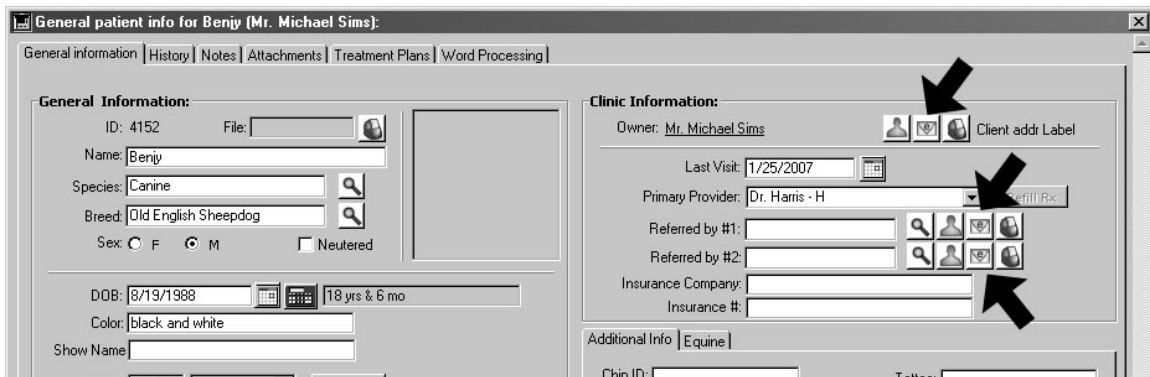 General patient info for Benjy (Mr. Michael Sims):
General information History Notes Attachments Treatment Plans Word Processing
General Information:
ID: 4152 File:
Name: Benjy
Species: Canine
Breed: Old English Sheepdog
Sex: F M Neutered
DOB: 8/19/1988 18 yrs & 6 mo
Color: black and white
Show Name
Clinic Information:
Owner: Mr. Michael Sims Client addr Label
Last Visit: 1/25/2007
Primary Provider: Dr. Harris - H Refill Rx
Referred by #1:
Referred by #2:
Insurance Company:
Insurance #:
Additional Info Equine
Chip ID: Tattoo: